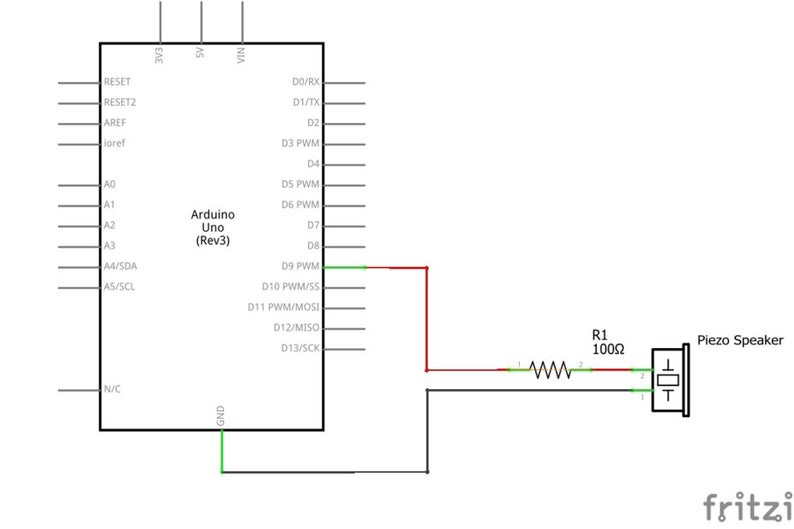 3V3
5V
VIN
RESET
RESET2
AREF
ioref
A0
A1
A2
A3
A4/SDA
A5/SCL
N/C
Arduino
Uno
(Rev3)
D0/RX
D1/TX
D2
D3 PWM
D4
D5 PWM
D6 PWM
D7
D8
D9 PWM
D10 PWM/SS
D11 PWM/MOSI
D12/MISO
D13/SCK
GND
R1
100Ω
1
2
Piezo Speaker
2
1
fritzi